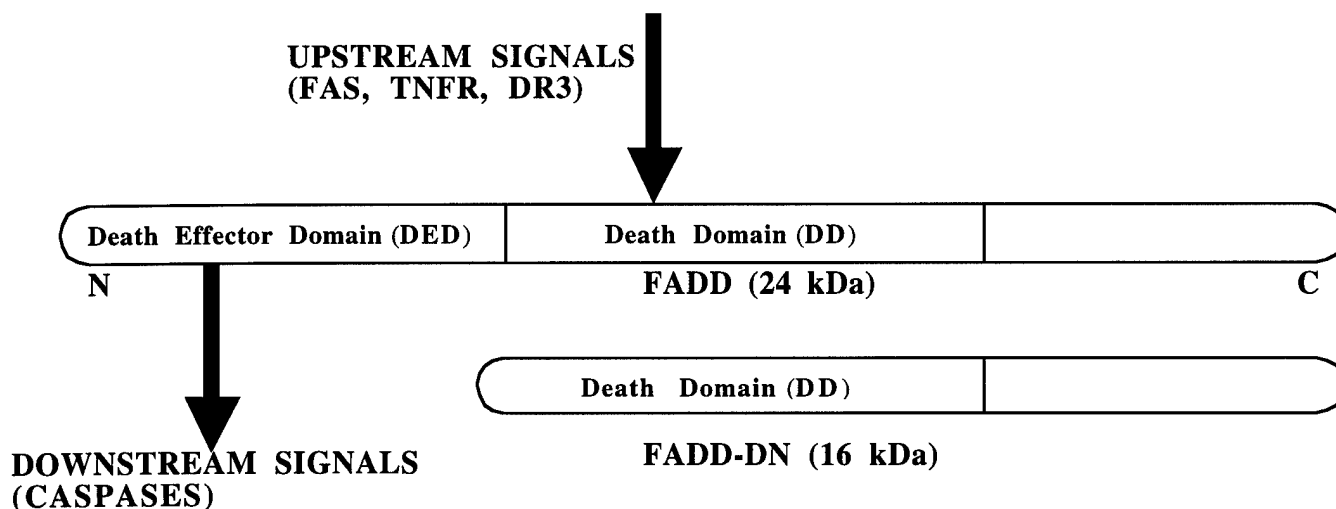 UPSTREAM SIGNALS
(FAS, TNFR, DR3)
Death Effector Domain (DED)
Death Domain (DD)
N
FADD (24 kDa)
C
Death Domain (DD)
FADD-DN (16 kDa)
DOWNSTREAM SIGNALS
(CASPASES)